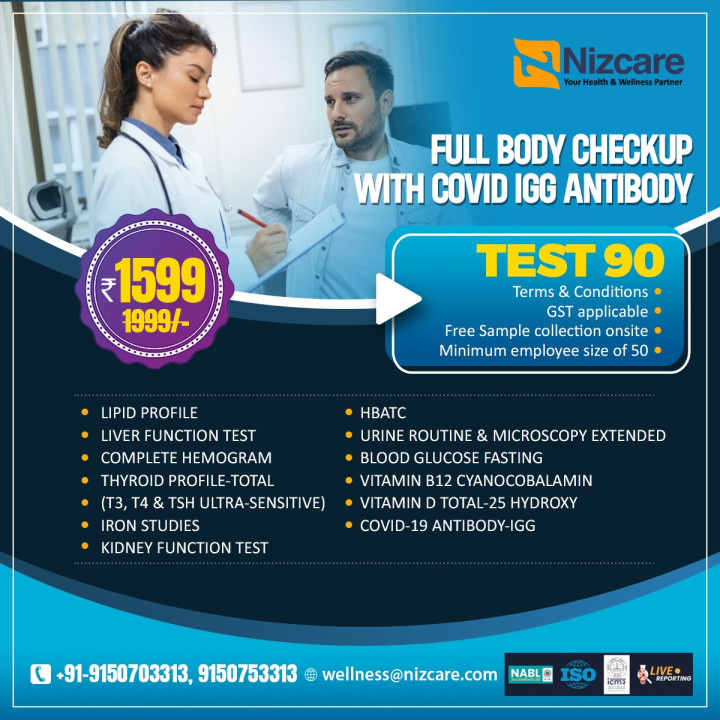 Nizcare
Your Health & Wellness Partner
FULL BODY CHECKUP
WITH COVID IGG ANTIBODY
₹1599
1999/-
TEST 90
Terms & Conditions •
GST applicable •
Free Sample collection onsite •
Minimum employee size of 50 •
• LIPID PROFILE
• LIVER FUNCTION TEST
• COMPLETE HEMOGRAM
• THYROID PROFILE-TOTAL
• (T3, T4 & TSH ULTRA-SENSITIVE)
• IRON STUDIES
• KIDNEY FUNCTION TEST
• HBATC
• URINE ROUTINE & MICROSCOPY EXTENDED
• BLOOD GLUCOSE FASTING
• VITAMIN B12 CYANOCOBALAMIN
• VITAMIN D TOTAL-25 HYDROXY
• COVID-19 ANTIBODY-IGG
+91-9150703313, 9150753313
wellness@nizcare.com
NABL
ISO
LIVE
REPORTING